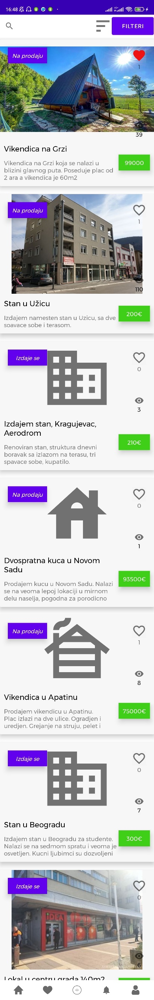 16:48
4G+
56
FILTERI
Na prodaju
1
39
Vikendica na Grzi
Vikendica na Grzi koja se nalazi u
blizini glavnog puta. Poseduje plac od
2 ara a vikendica je 60m2
99000
Na prodaju
1
DIREKTNA
PRODAJA
110
Stan u Užicu
Izdajem namesten stan u Uzicu, sa dve
soavace sobe i terasom.
200€
Izdaje se
0
3
Izdajem stan, Kragujevac,
Aerodrom
Renoviran stan, struktura dnevni
boravak sa izlazom na terasu, tri
spavace sobe, kupatilo.
210€
Na prodaju
0
1
Dvospratna kuca u Novom
Sadu
Prodajem kucu u Novom Sadu. Nalazi
se na veoma lepoj lokaciji u mirnom
delu naselja, pogodna za porodicno
93500€
Na prodaju
1
8
Vikendica u Apatinu
Prodajem vikendicu u Apatinu.
Plac izlazi na dve ulice. Ogradjen i
uredjen. Grejanje na struju, pelet i
75000€
Izdaje se
0
7
Stan u Beogradu
Izdajem stan u Beogradu za studente.
Nalazi se na sedmom spratu i veoma je
osvetljen. Kucni ljubimci su dozvoljeni
300€
Izdaje se
0
IDEA
6
Lokal u centru grada 140m2